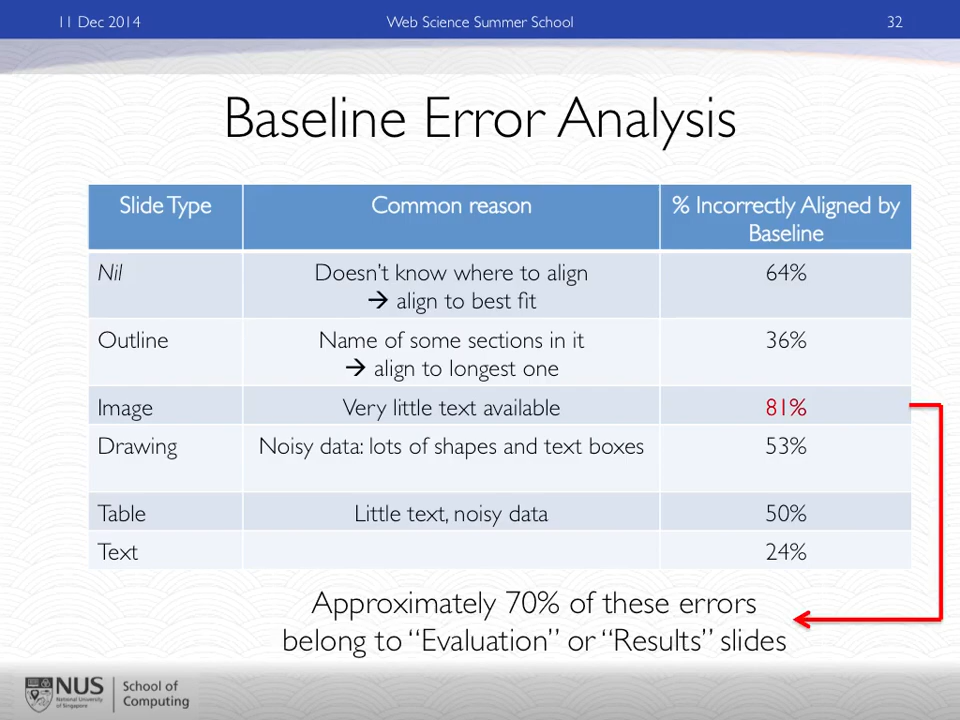 11 Dec 2014
Web Science Summer School
32
Baseline Error Analysis
Slide Type
Common reason
% Incorrectly Aligned by
Baseline
Nil
Doesn't know where to align
→ align to best fit
64%
Outline
Name of some sections in it
→ align to longest one
36%
Image
Very little text available
81%
Drawing
Noisy data: lots of shapes and text boxes
53%
Table
Little text, noisy data
50%
Text
24%
Approximately 70% of these errors
belong to “Evaluation” or “Results” slides
NUS
National University
of Singapore
School of
Computing